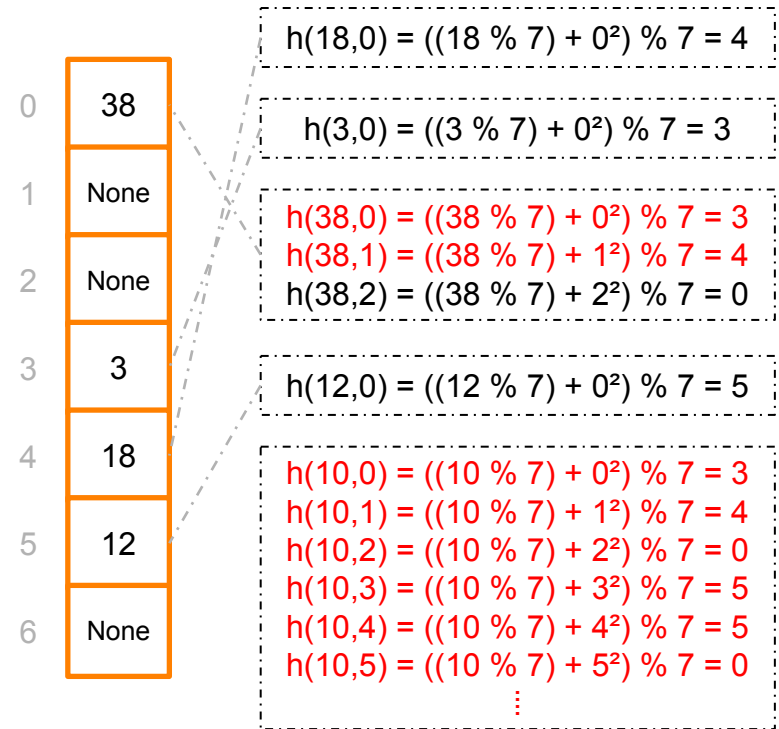 h(18,0) = ((18 % 7) + 0²) % 7 = 4
0 38
h(3,0) = ((3 % 7) + 0²) % 7 = 3
1 None
h(38,0) = ((38 % 7) + 0²) % 7 = 3
h(38,1) = ((38 % 7) + 1²) % 7 = 4
2 None
h(38,2) = ((38 % 7) + 2²) % 7 = 0
3 3
h(12,0) = ((12 % 7) + 0²) % 7 = 5
4 18
h(10,0) = ((10 % 7) + 0²) % 7 = 3
h(10,1) = ((10 % 7) + 1²) % 7 = 4
5 12
h(10,2) = ((10 % 7) + 2²) % 7 = 0
h(10,3) = ((10 % 7) + 3²) % 7 = 5
6 None
h(10,4) = ((10 % 7) + 4²) % 7 = 5
h(10,5) = ((10 % 7) + 5²) % 7 = 0
⋮